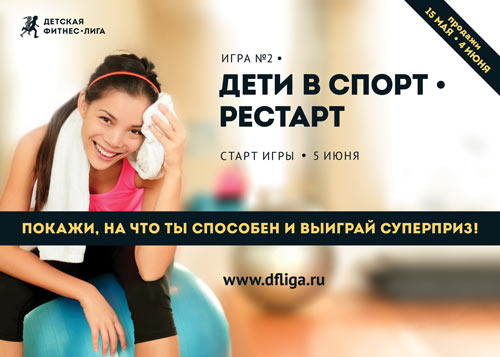 ДЕТСКАЯ
ФИТНЕС•ЛИГА
продажи
15 МАЯ • 4 ИЮНЯ
ИГРА №2 •
ДЕТИ В СПОРТ •
РЕСТАРТ
СТАРТ ИГРЫ • 5 ИЮНЯ
ПОКАЖИ, НА ЧТО ТЫ СПОСОБЕН И ВЫИГРАЙ СУПЕРПРИЗ!
www.dfliga.ru